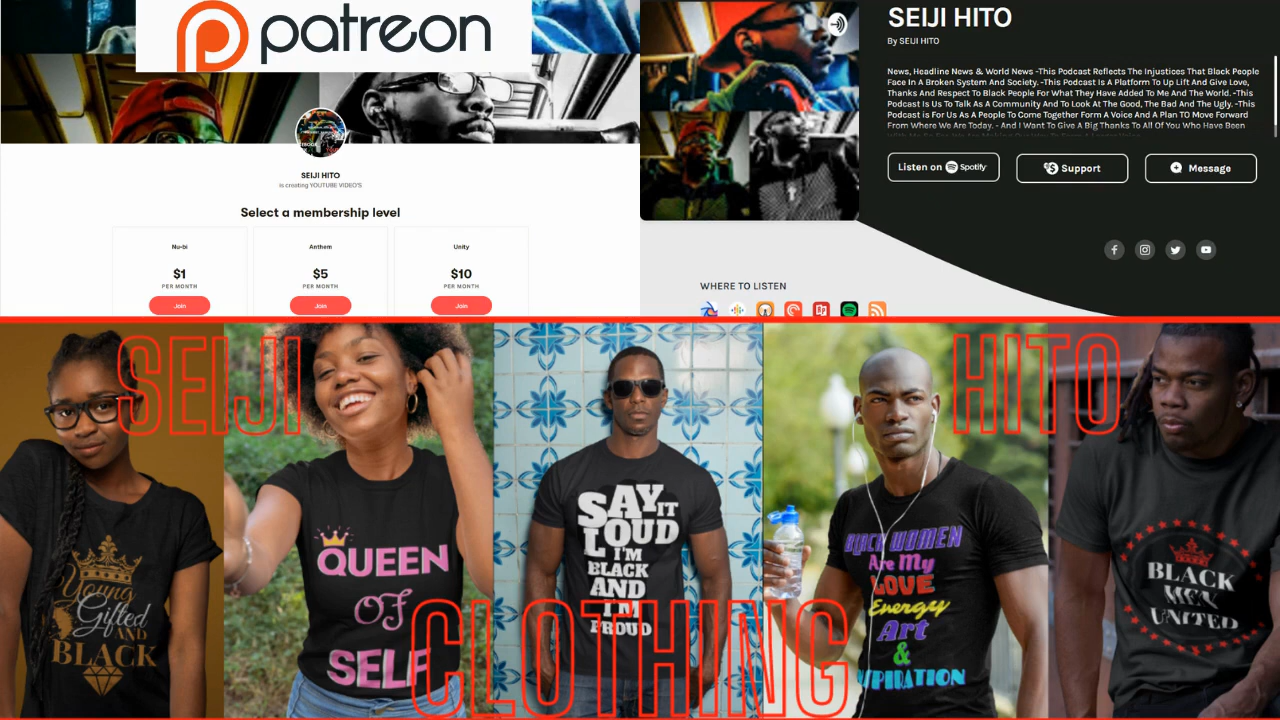 patreon
SEIJI HITO
is creating YOUTUBE VIDEO'S
Select a membership level
Nu-bi
$1
PER MONTH
Join
Anthem
$5
PER MONTH
Join
Unity
$10
PER MONTH
Join
SEIJI HITO
By SEIJI HITO
News, Headline News & World News -This Podcast Reflects The Injustices That Black People
Face In A Broken System And Society. -This Podcast Is A Platform To Up Lift And Give Love,
Thanks And Respect To Black People For What They Have Added To Me And The World. -This
Podcast Is Us To Talk As A Community And To Look At The Good, The Bad And The Ugly. -This
Podcast is For Us As A People To Come Together Form A Voice And A Plan TO Move Forward
From Where We Are Today. - And I Want To Give A Big Thanks To All Of You Who Have Been
Listen on Spotify
Support
Message
WHERE TO LISTEN
SEIJI
HITO
CLOTHING
Young
Gifted
AND
BLACK
QUEEN
OF
SELF
SAY IT
LOUD
I'M
BLACK
AND
I'M
PROUD
BLACK WOMEN
Are My
LOVE
Energy
Art
&
INSPIRATION
BLACK
MEN
UNITED